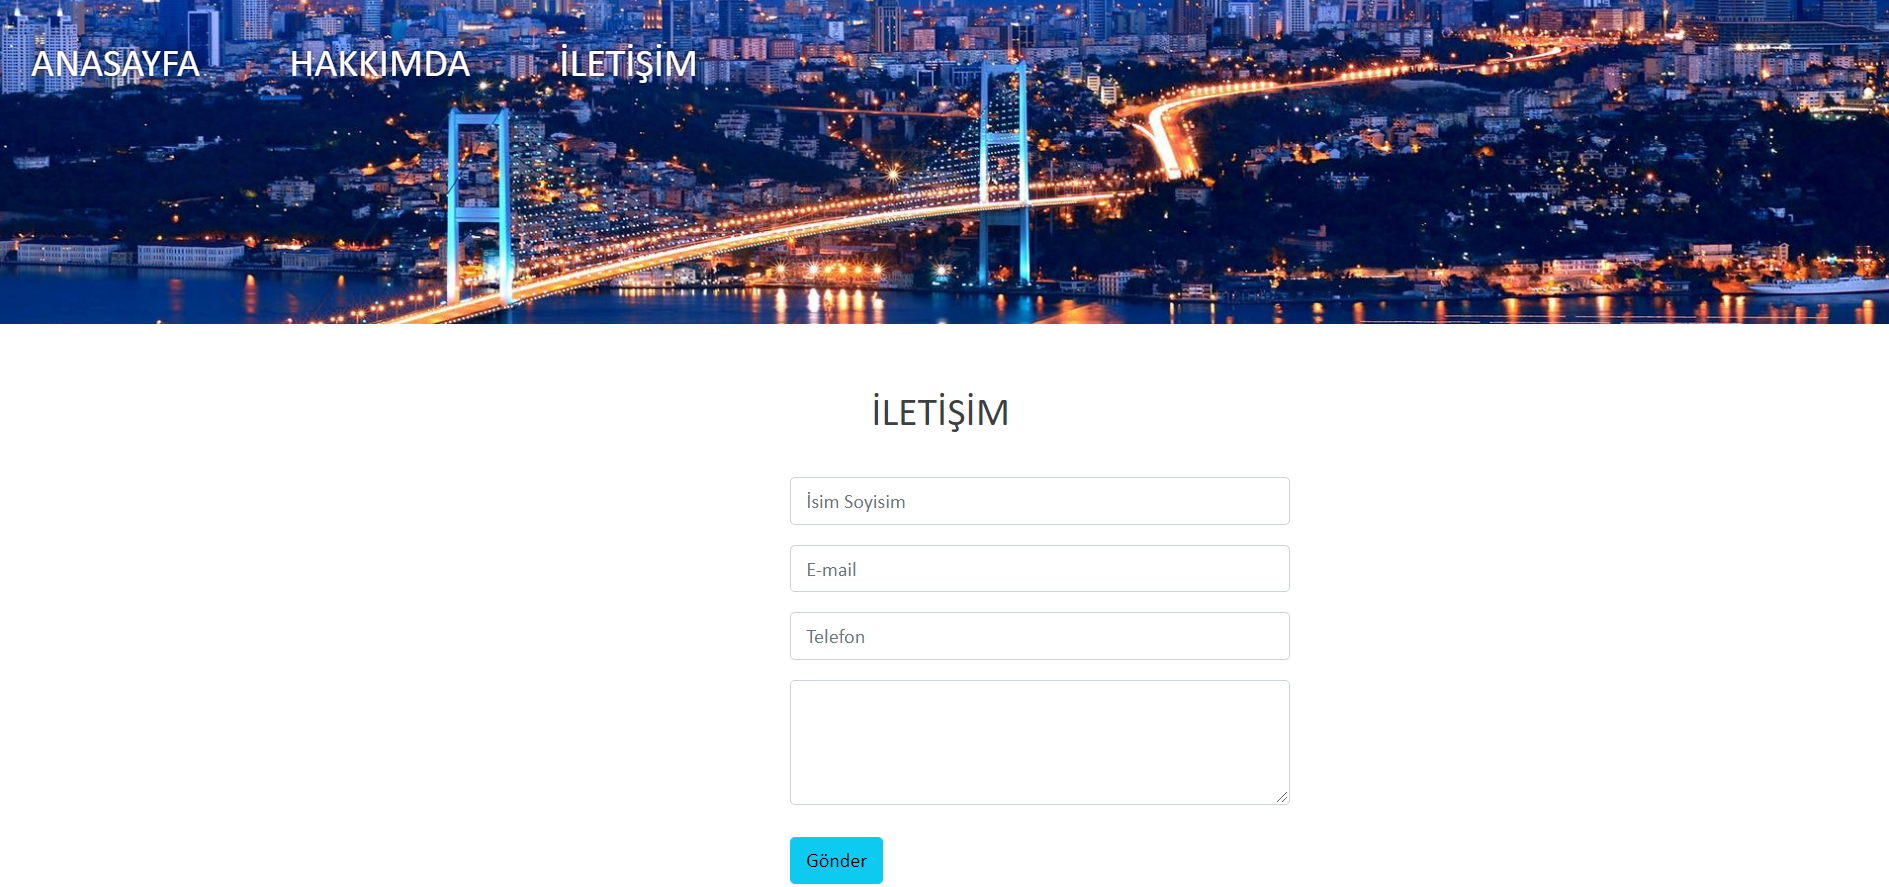 ANASAYFA HAKKIMDA İLETİŞİM
İLETİŞİM
İsim Soyisim
E-mail
Telefon
Gönder